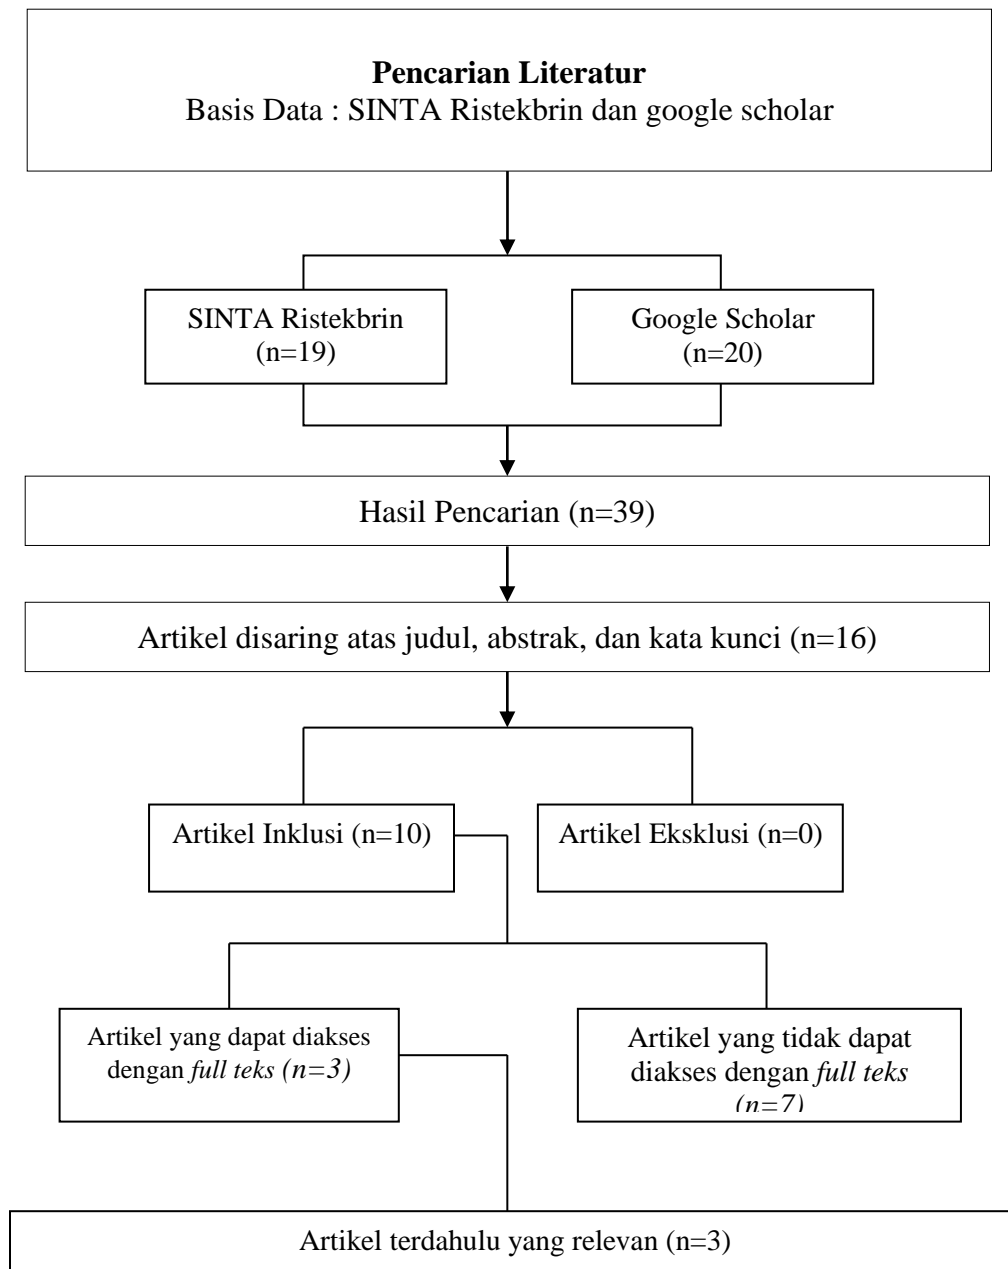 Pencarian Literatur
Basis Data : SINTA Ristekbrin dan google scholar
SINTA Ristekbrin
(n=19)
Google Scholar
(n=20)
Hasil Pencarian (n=39)
Artikel disaring atas judul, abstrak, dan kata kunci (n=16)
Artikel Inklusi (n=10)
Artikel Eksklusi (n=0)
Artikel yang dapat diakses
dengan full teks (n=3)
Artikel yang tidak dapat
diakses dengan full teks
(n=7)
Artikel terdahulu yang relevan (n=3)